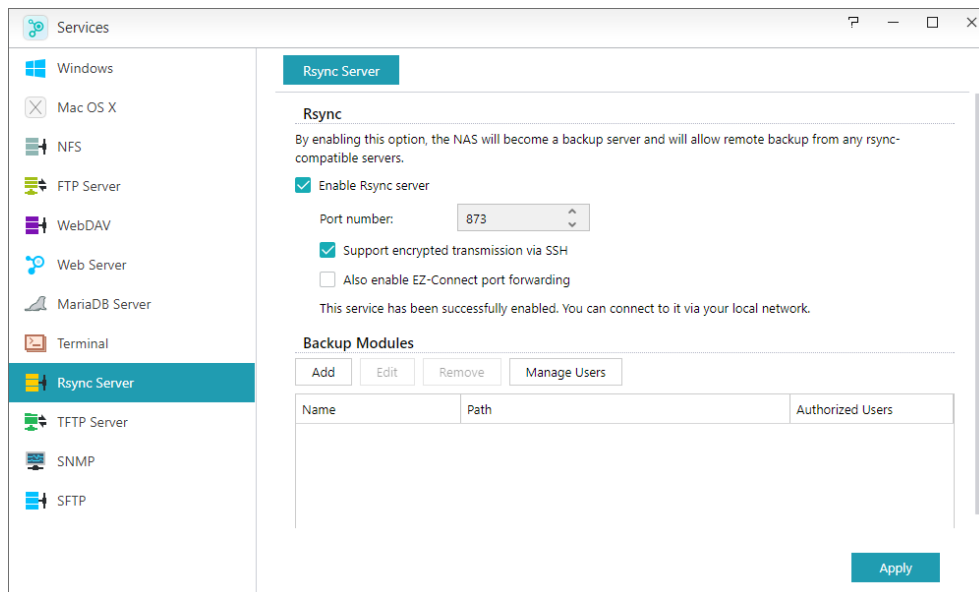 Services
Windows
Mac OS X
NFS
FTP Server
WebDAV
Web Server
MariaDB Server
Terminal
Rsync Server
TFTP Server
SNMP
SFTP
Rsync Server
Rsync
By enabling this option, the NAS will become a backup server and will allow remote backup from any rsync-
compatible servers.
Enable Rsync server
Port number: 873
Support encrypted transmission via SSH
Also enable EZ-Connect port forwarding
This service has been successfully enabled. You can connect to it via your local network.
Backup Modules
Add Edit Remove Manage Users
Name Path Authorized Users
Apply